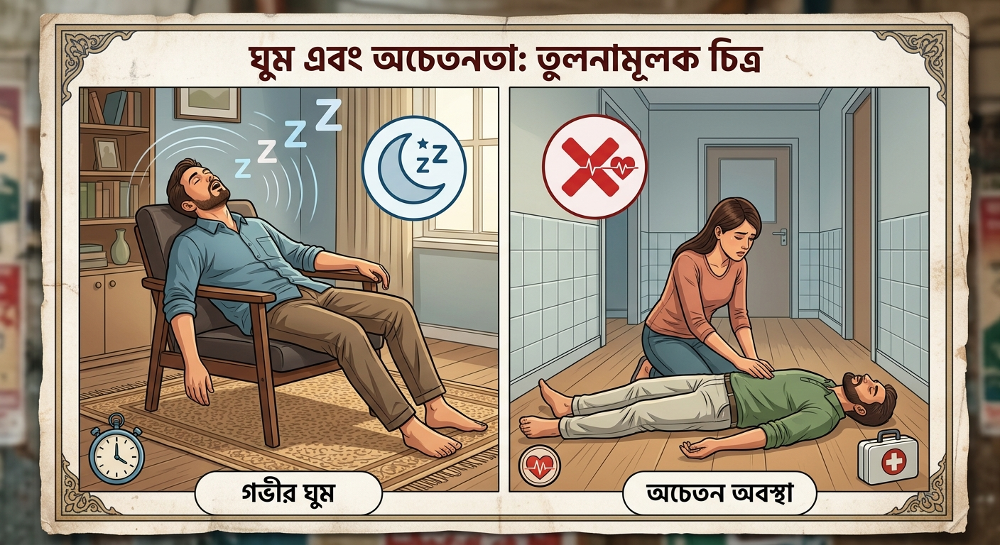 ঘুম এবং অচেতনতা: তুলনামূলক চিত্র
z z Z Z
z Z
গভীর ঘুম
অচেতন অবস্থা